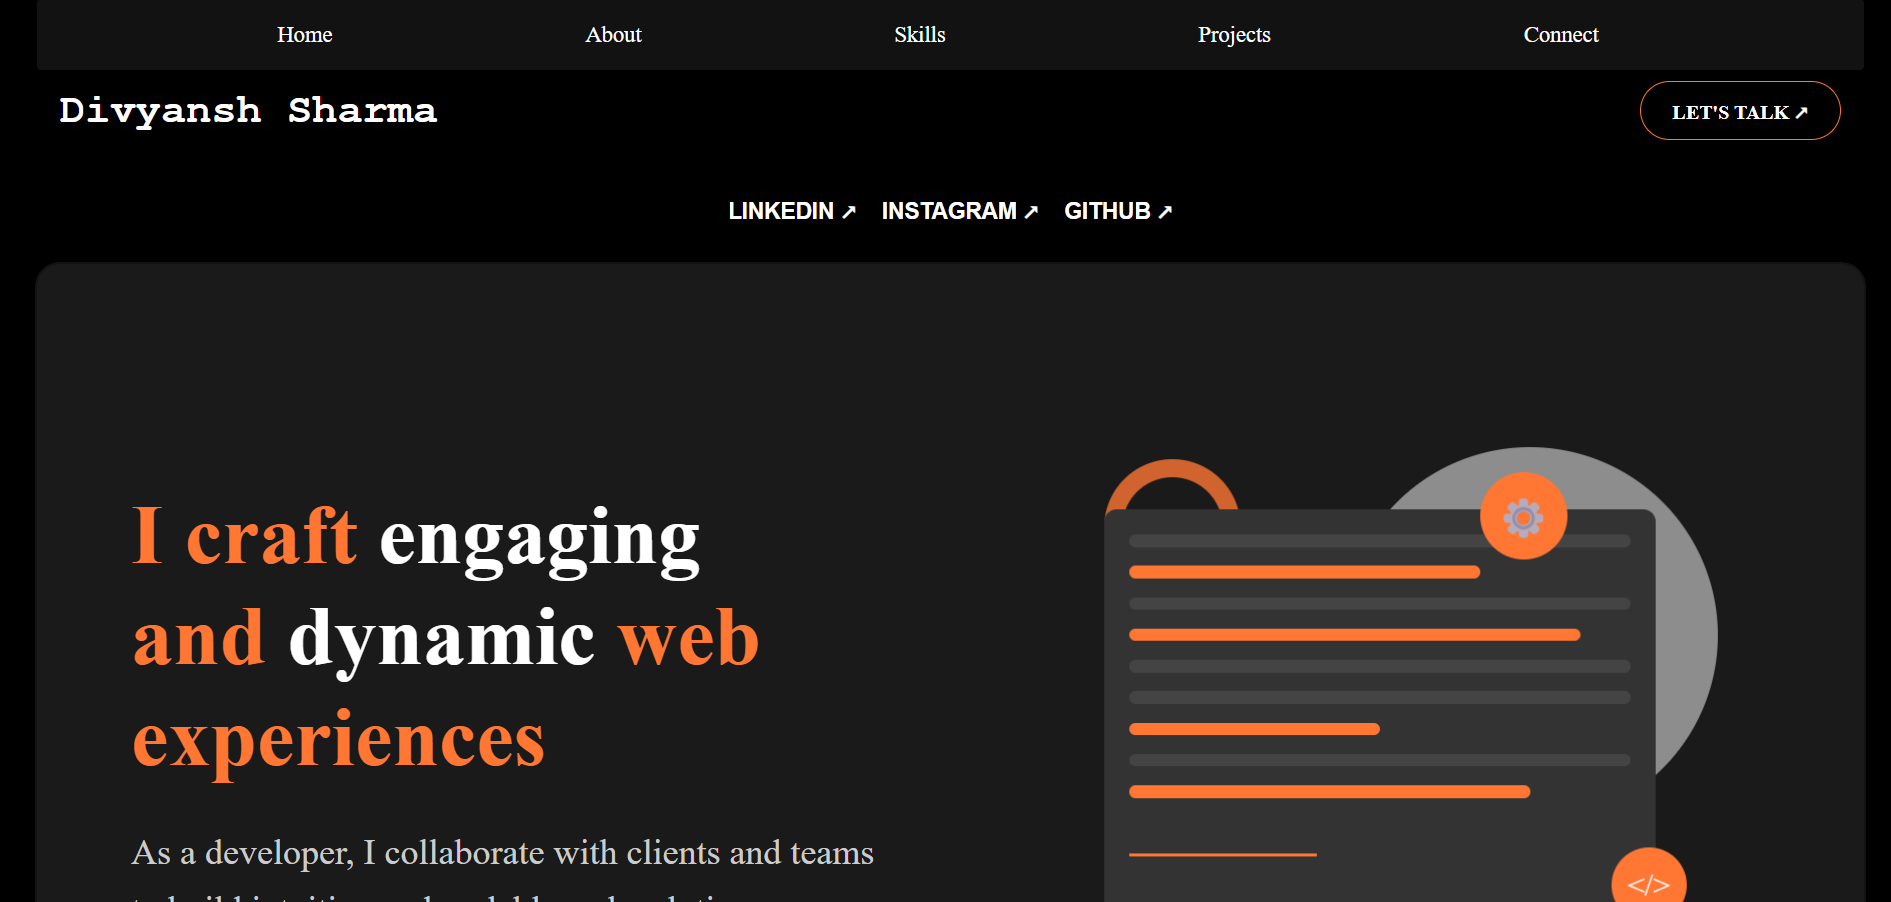 Home About Skills Projects Connect
Divyansh Sharma
LET'S TALK ↗
LINKEDIN ↗ INSTAGRAM ↗ GITHUB ↗
I craft engaging
and dynamic web
experiences
As a developer, I collaborate with clients and teams
</>